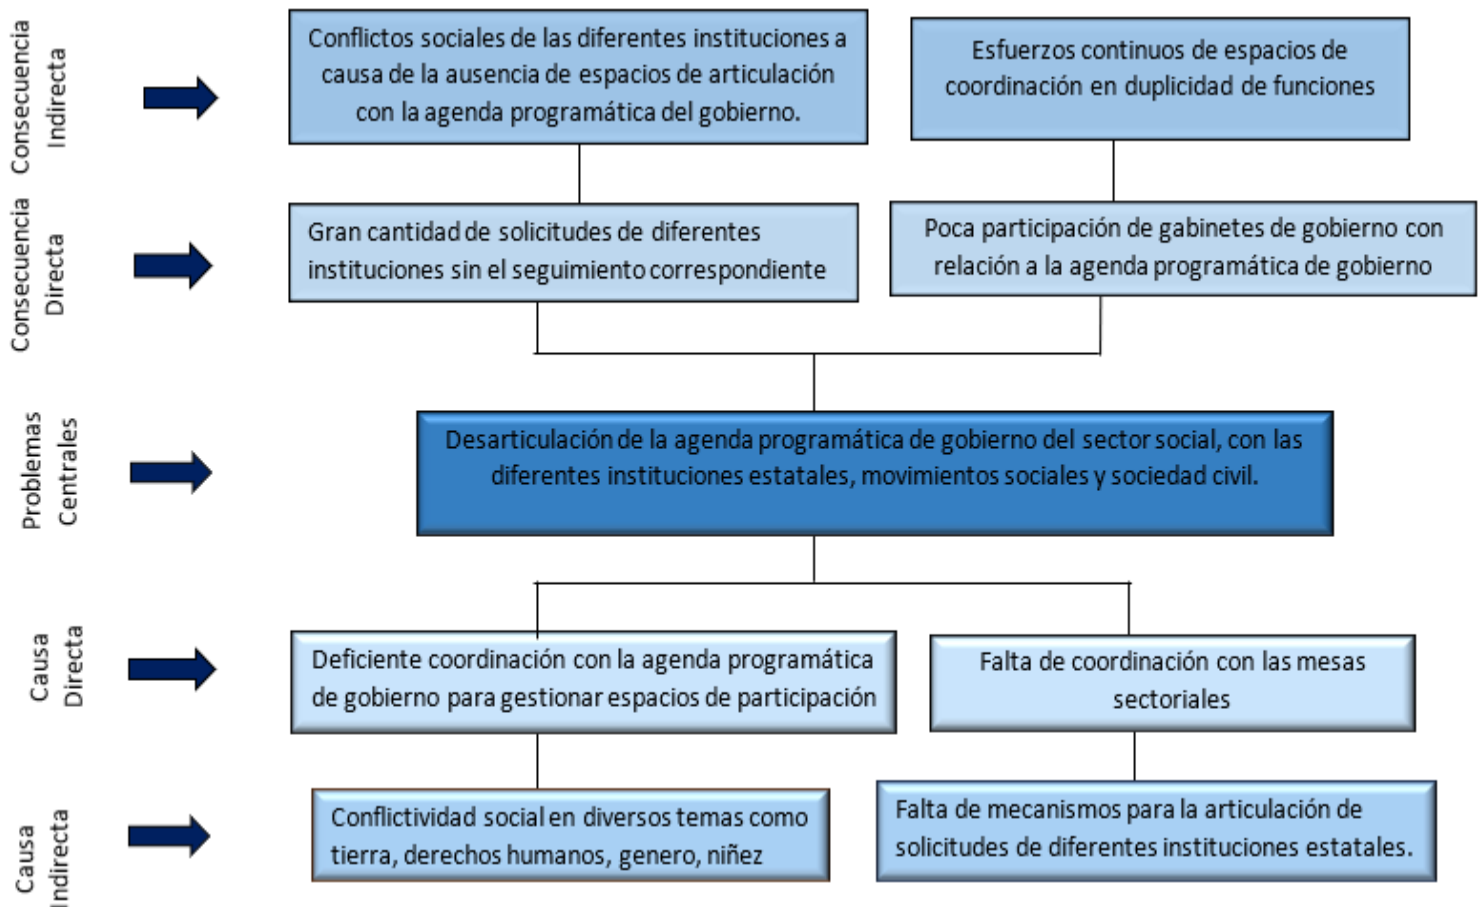 Consecuencia
Indirecta
Conflictos sociales de las diferentes instituciones a
causa de la ausencia de espacios de articulación
con la agenda programática del gobierno.
Esfuerzos continuos de espacios de
coordinación en duplicidad de funciones
Consecuencia
Directa
Gran cantidad de solicitudes de diferentes
instituciones sin el seguimiento correspondiente
Poca participación de gabinetes de gobierno con
relación a la agenda programática de gobierno
Problemas
Centrales
Desarticulación de la agenda programática de gobierno del sector social, con las
diferentes instituciones estatales, movimientos sociales y sociedad civil.
Causa
Directa
Deficiente coordinación con la agenda programática
de gobierno para gestionar espacios de participación
Falta de coordinación con las mesas
sectoriales
Causa
Indirecta
Conflictividad social en diversos temas como
tierra, derechos humanos, genero, niñez
Falta de mecanismos para la articulación de
solicitudes de diferentes instituciones estatales.